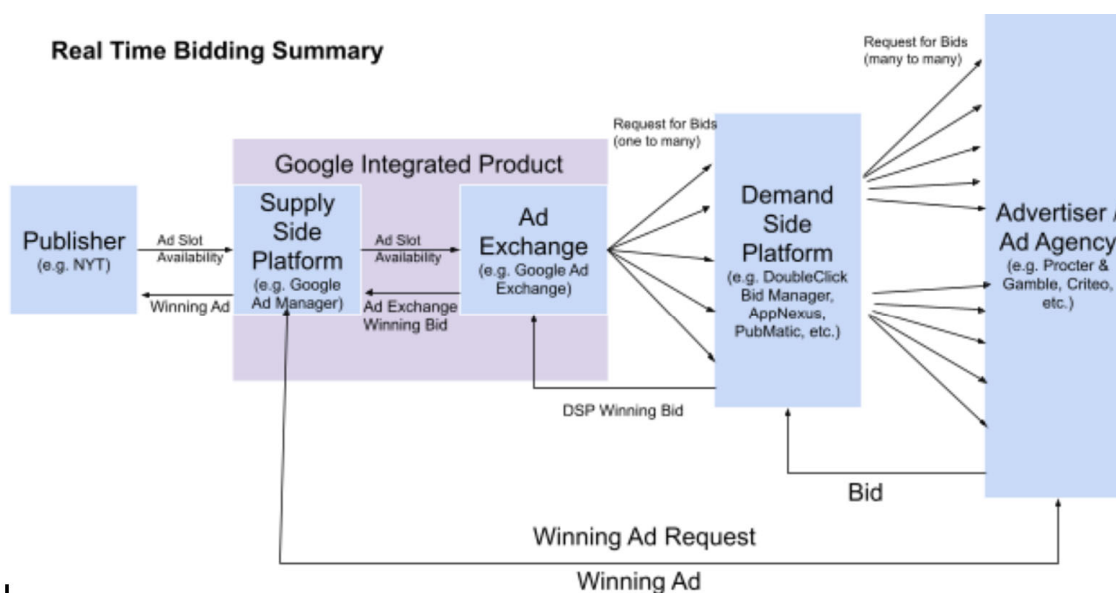 Real Time Bidding Summary
Request for Bids
(many to many)
Request for Bids
(one to many)
Google Integrated Product
Publisher
(e.g. NYT)
Ad Slot
Availability
Winning Ad
Supply
Side
Platform
(e.g. Google
Ad Manager)
Ad Slot
Availability
Ad Exchange
Winning Bid
Ad
Exchange
(e.g. Google Ad
Exchange)
Demand
Side
Platform
(e.g. DoubleClick
Bid Manager,
AppNexus,
PubMatic, etc.)
Advertiser
Ad Agency
(e.g. Procter &
Gamble, Criteo,
etc.)
DSP Winning Bid
Bid
Winning Ad Request
Winning Ad